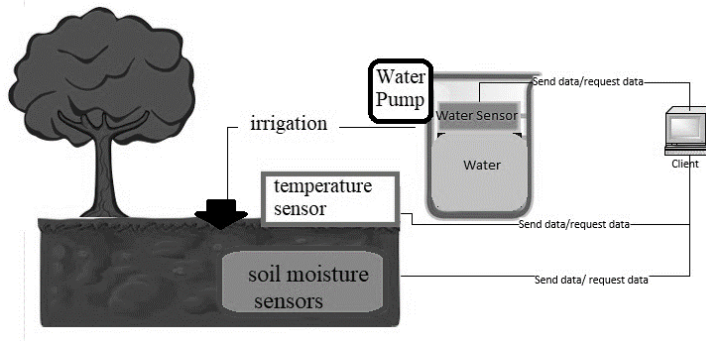 Water
Pump
Send data/request data
Water Sensor
irrigation
Water
Client
temperature
sensor
Send data/request data
soil moisture
sensors
Send data/ request data